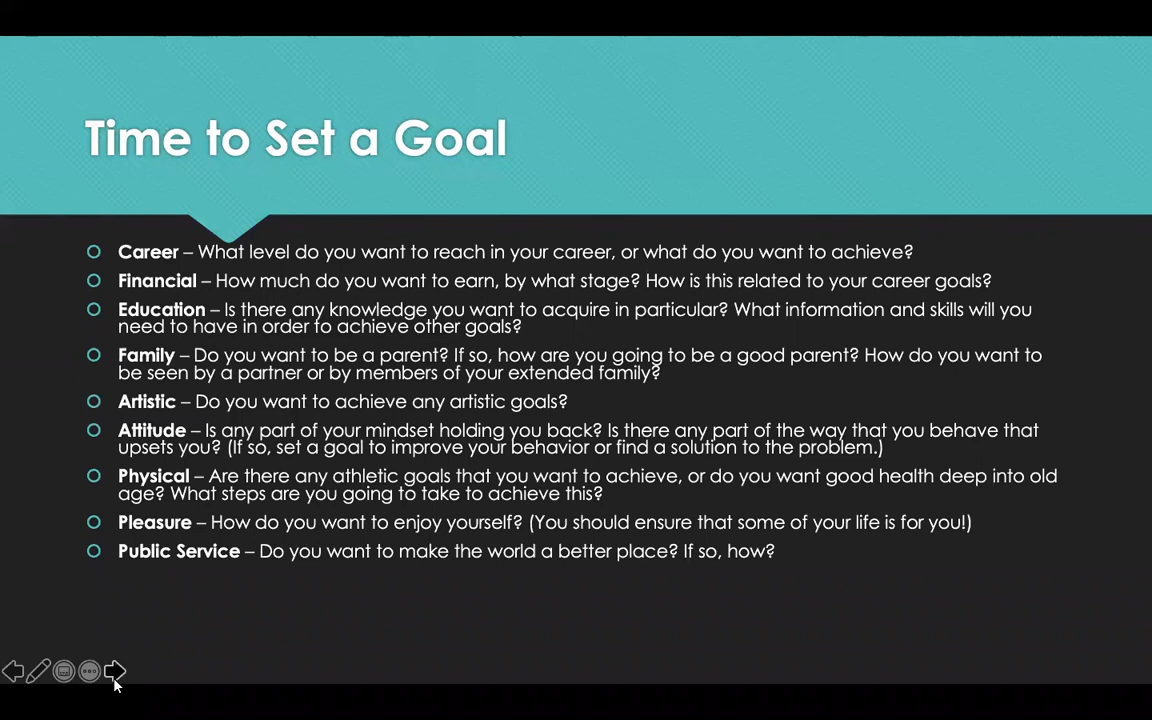 Time to Set a Goal
Career – What level do you want to reach in your career, or what do you want to achieve?
Financial – How much do you want to earn, by what stage? How is this related to your career goals?
Education – Is there any knowledge you want to acquire in particular? What information and skills will you
need to have in order to achieve other goals?
Family – Do you want to be a parent? If so, how are you going to be a good parent? How do you want to
be seen by a partner or by members of your extended family?
Artistic – Do you want to achieve any artistic goals?
Attitude – Is any part of your mindset holding you back? Is there any part of the way that you behave that
upsets you? (If so, set a goal to improve your behavior or find a solution to the problem.)
Physical – Are there any athletic goals that you want to achieve, or do you want good health deep into old
age? What steps are you going to take to achieve this?
Pleasure – How do you want to enjoy yourself? (You should ensure that some of your life is for you!)
Public Service – Do you want to make the world a better place? If so, how?